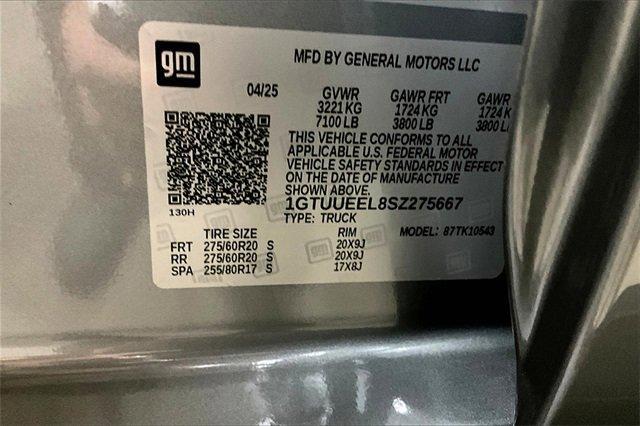 gm
MFD BY GENERAL MOTORS LLC
04/25 GVWR GAWR FRT GAWR
3221 KG 1724 KG 1724 K
7100 LB 3800 LB 3800 L
THIS VEHICLE CONFORMS TO ALL
APPLICABLE U.S. FEDERAL MOTOR
VEHICLE SAFETY STANDARDS IN EFFECT
ON THE DATE OF MANUFACTURE
SHOWN ABOVE.
130H
1GTUUEEL8SZ275667
TYPE: TRUCK
TIRE SIZE RIM MODEL: 87TK10543
FRT 275/60R20 S 20X9J
RR 275/60R20 S 20X9J
SPA 255/80R17 S 17X8J